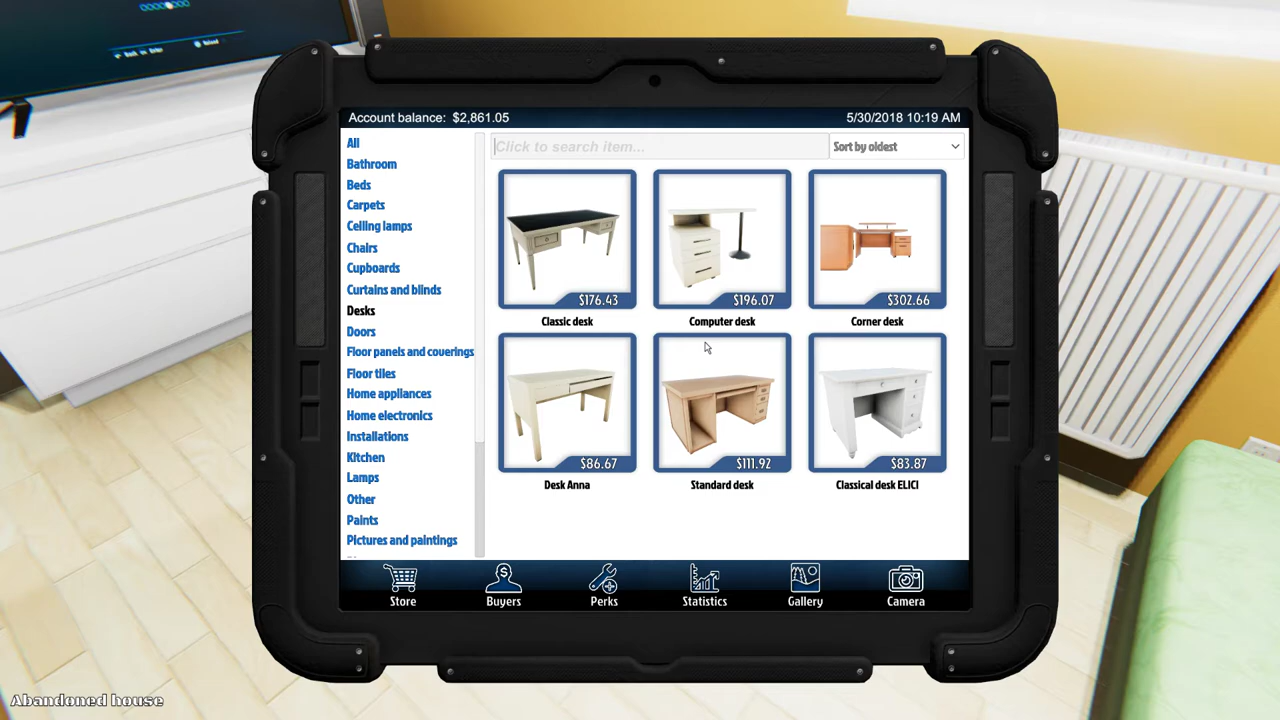 Back to Order
Reload
Account balance: $2,861.05
5/30/2018 10:19 AM
All
Bathroom
Beds
Carpets
Ceiling lamps
Chairs
Cupboards
Curtains and blinds
Desks
Doors
Floor panels and coverings
Floor tiles
Home appliances
Home electronics
Installations
Kitchen
Lamps
Other
Paints
Pictures and paintings
Click to search item...
Sort by oldest
$176.43
$196.07
$302.66
Classic desk
Computer desk
Corner desk
$86.67
$111.92
$83.87
Desk Anna
Standard desk
Classical desk ELICI
Store
Buyers
Perks
Statistics
Gallery
Camera
Abandoned house